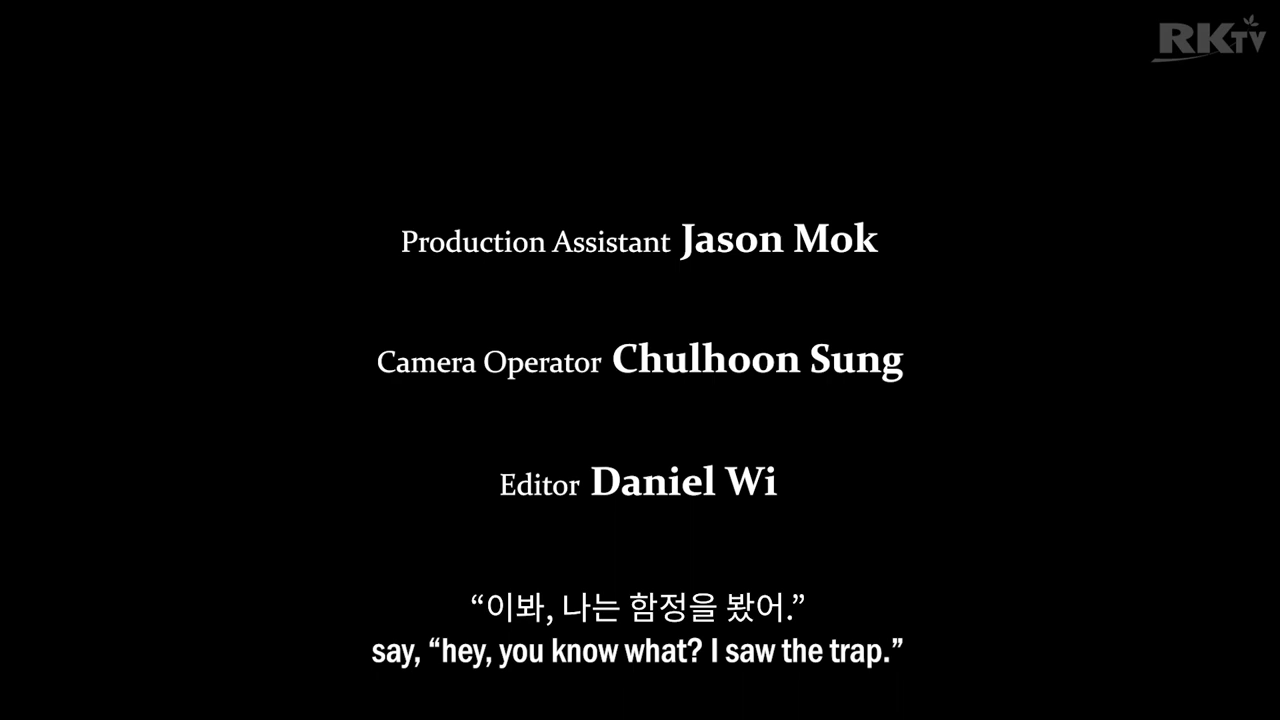 RKTV
Production Assistant Jason Mok
Camera Operator Chulhoon Sung
Editor Daniel Wi
“이봐, 나는 함정을 봤어.”
say, “hey, you know what? I saw the trap.”